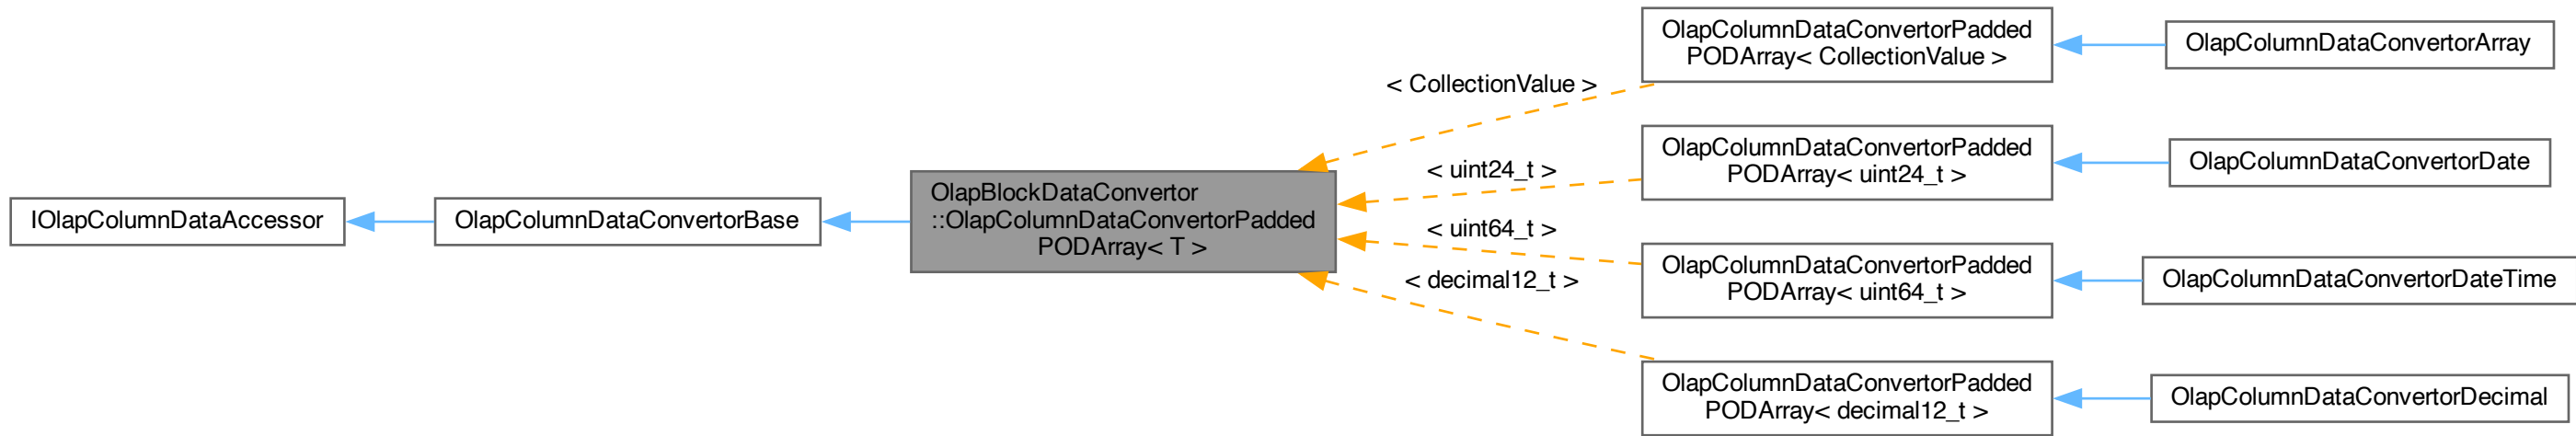 IOlapColumnDataAccessor
OlapColumnDataConvertorBase
OlapBlockDataConvertor
::OlapColumnDataConvertorPadded
PODArray< T >
< CollectionValue >
< uint24_t >
< uint64_t >
< decimal12_t >
OlapColumnDataConvertorPadded
PODArray< CollectionValue >
OlapColumnDataConvertorArray
OlapColumnDataConvertorPadded
PODArray< uint24_t >
OlapColumnDataConvertorDate
OlapColumnDataConvertorPadded
PODArray< uint64_t >
OlapColumnDataConvertorDateTime
OlapColumnDataConvertorPadded
PODArray< decimal12_t >
OlapColumnDataConvertorDecimal